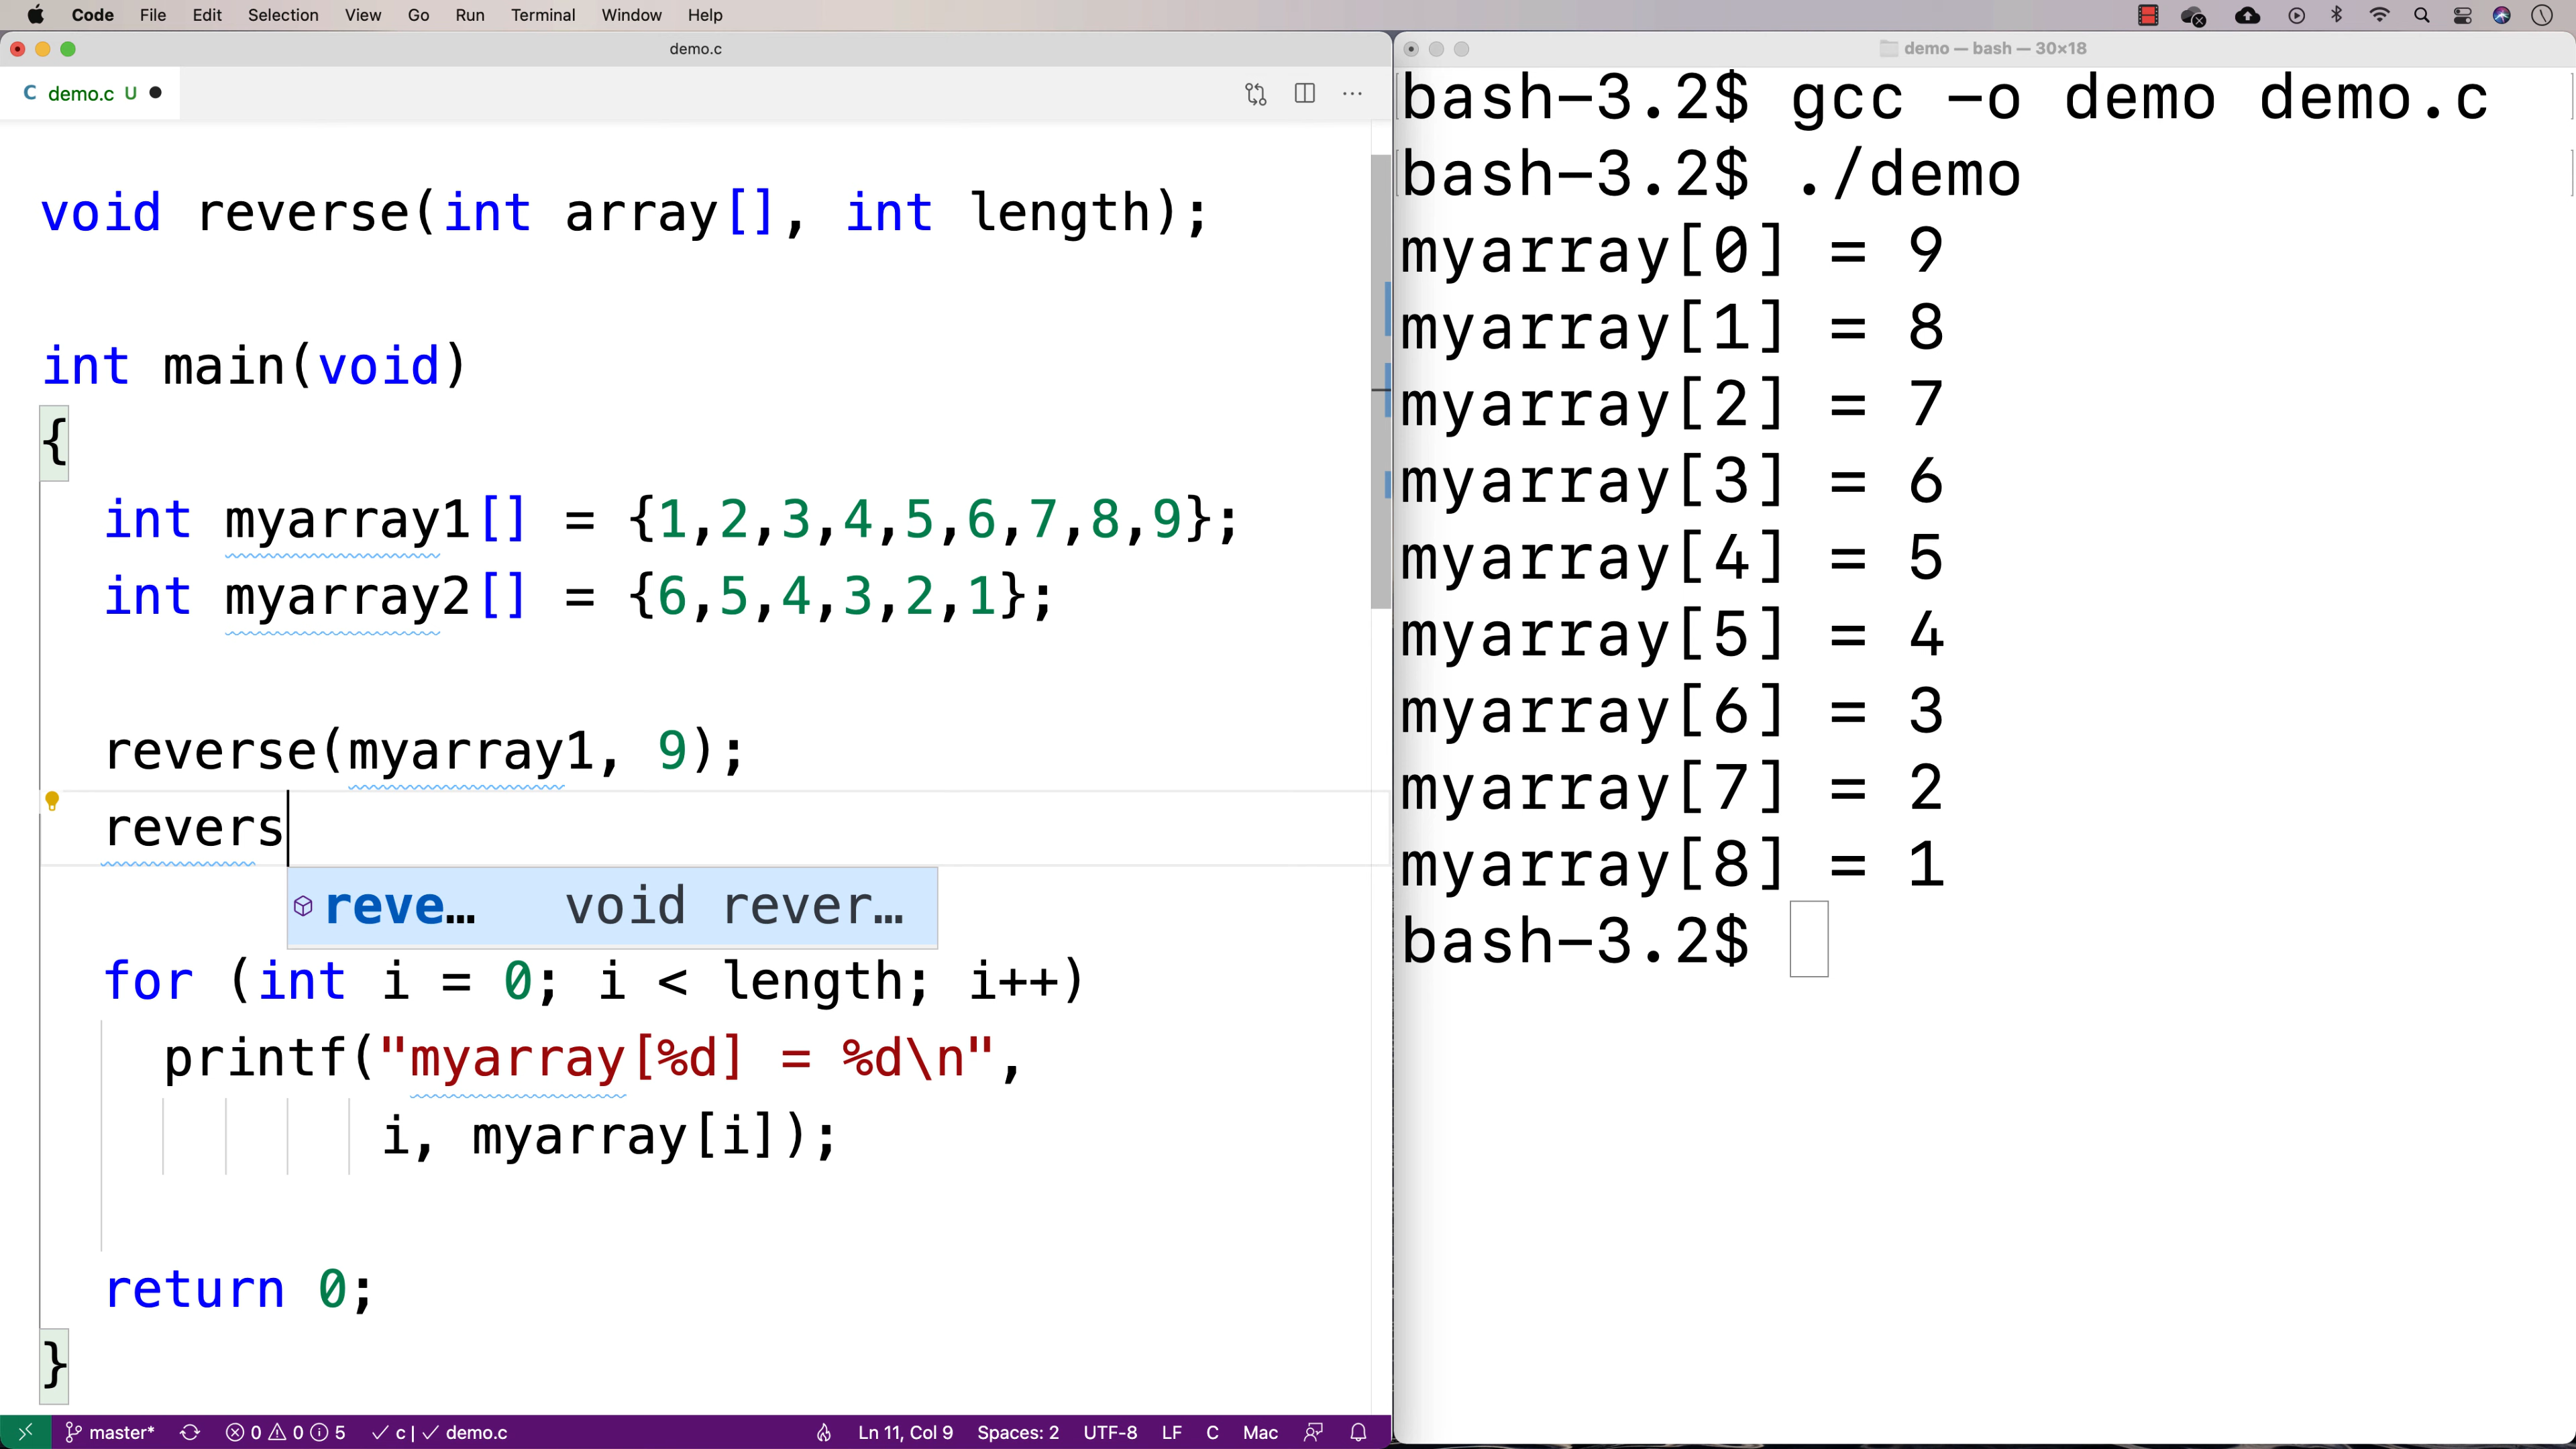 Code File Edit Selection View Go Run Terminal Window Help
demo.c
C demo.c U
void reverse(int array[], int length);
int main(void)
{
int myarray1[] = {1,2,3,4,5,6,7,8,9};
int myarray2[] = {6,5,4,3,2,1};
reverse(myarray1, 9);
revers
reve… void rever…
for (int i = 0; i < length; i++)
printf("myarray[%d] = %d\n",
i, myarray[i]);
return 0;
}
master* 0 0 5 c | demo.c Ln 11, Col 9 Spaces: 2 UTF-8 LF C Mac
demo — bash — 30×18
bash-3.2$ gcc -o demo demo.c
bash-3.2$ ./demo
myarray[0] = 9
myarray[1] = 8
myarray[2] = 7
myarray[3] = 6
myarray[4] = 5
myarray[5] = 4
myarray[6] = 3
myarray[7] = 2
myarray[8] = 1
bash-3.2$